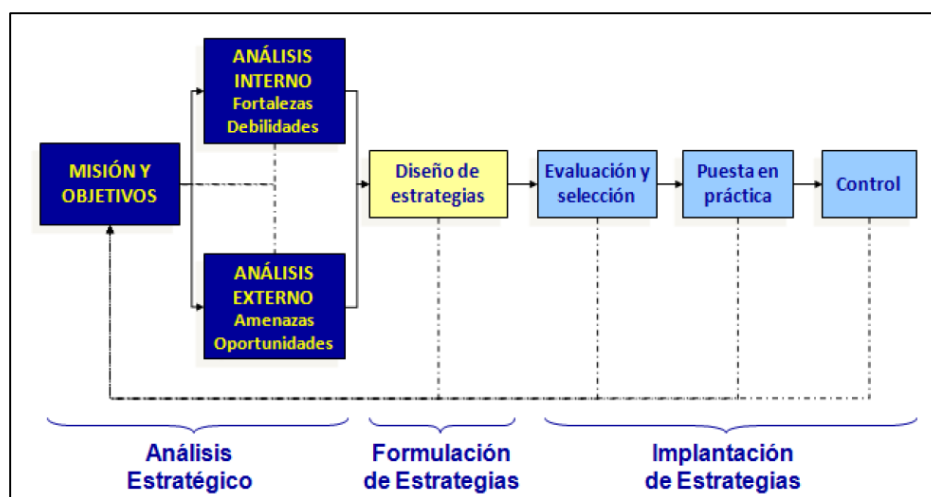 ANÁLISIS
INTERNO
Fortalezas
Debilidades
MISIÓN Y
OBJETIVOS
ANÁLISIS
EXTERNO
Amenazas
Oportunidades
Diseño de
estrategias
Evaluación y
selección
Puesta en
práctica
Control
Análisis
Estratégico
Formulación
de Estrategias
Implantación
de Estrategias